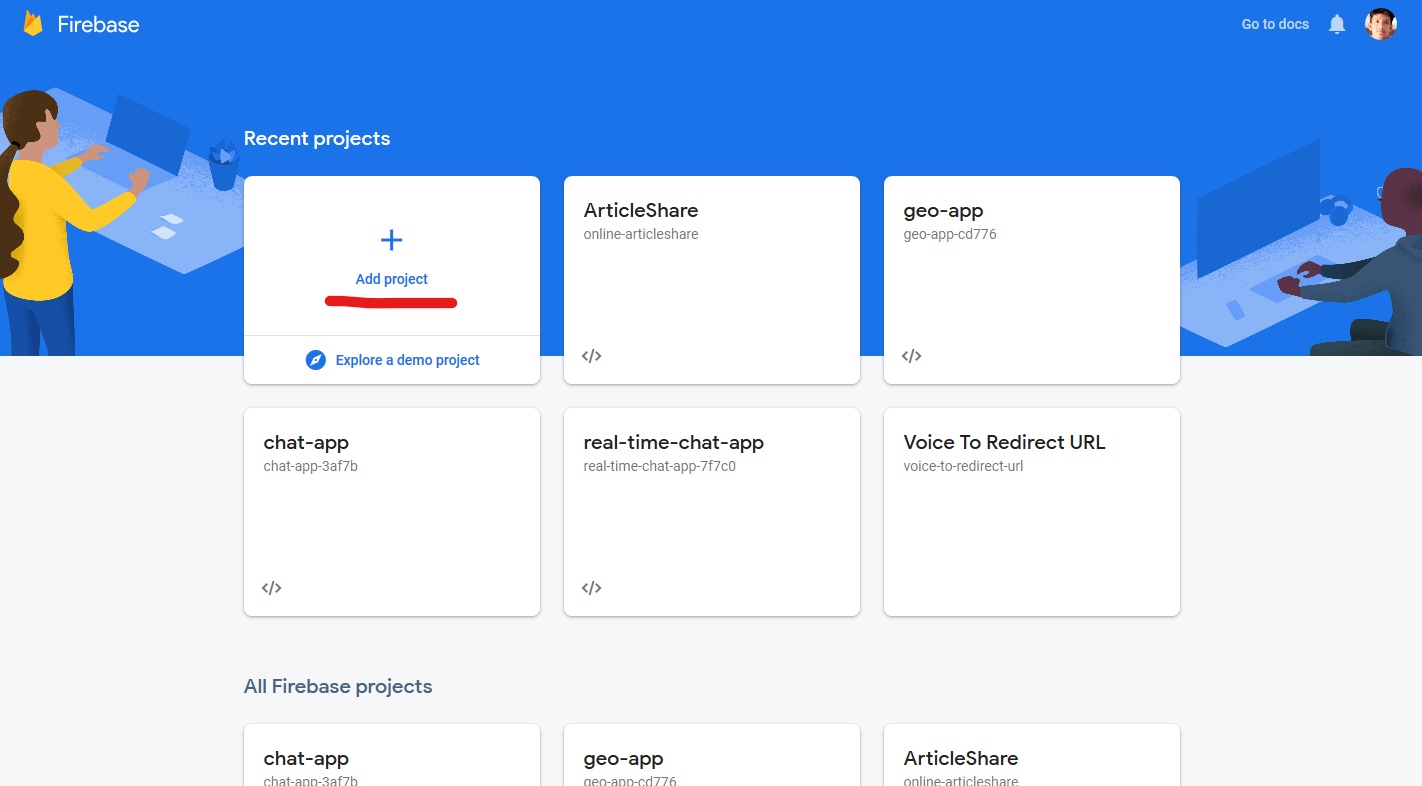 Firebase
Go to docs
Recent projects
Add project
Explore a demo project
ArticleShare
online-articleshare
</>
geo-app
geo-app-cd776
</>
chat-app
chat-app-3af7b
</>
real-time-chat-app
real-time-chat-app-7f7c0
</>
Voice To Redirect URL
voice-to-redirect-url
All Firebase projects
chat-app
chat-app-3af7b
geo-app
geo-app-cd776
ArticleShare
online-articleshare